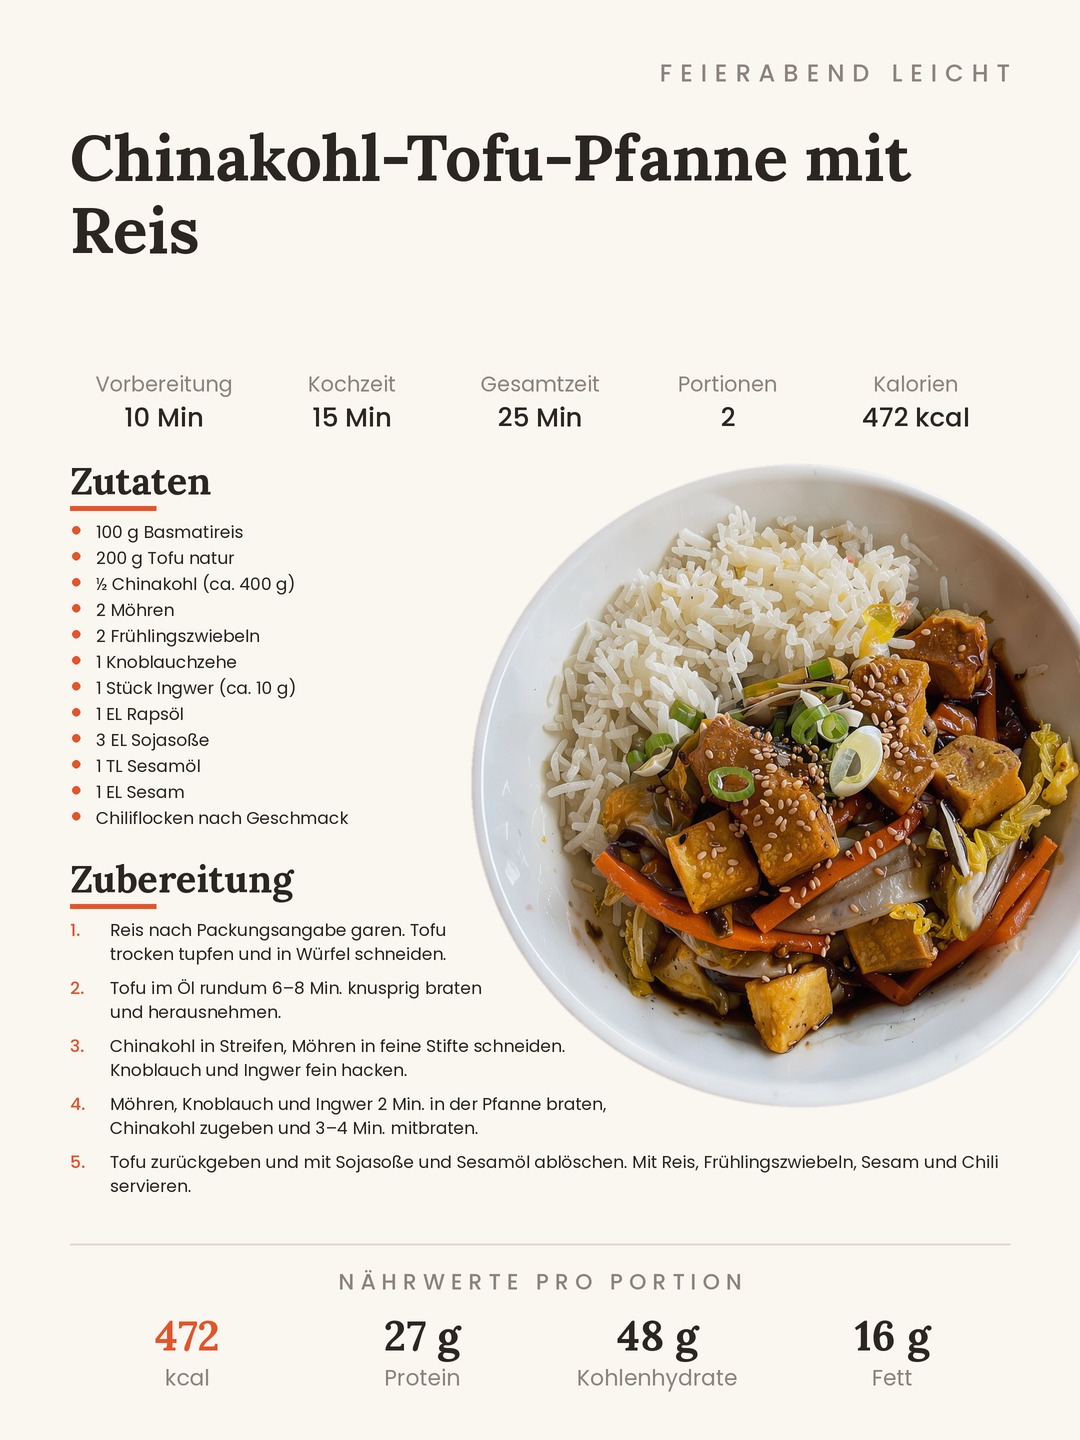 FEIERABEND LEICHT
Chinakohl-Tofu-Pfanne mit
Reis
Vorbereitung Kochzeit Gesamtzeit Portionen Kalorien
10 Min 15 Min 25 Min 2 472 kcal
Zutaten
100 g Basmatireis
200 g Tofu natur
½ Chinakohl (ca. 400 g)
2 Möhren
2 Frühlingszwiebeln
1 Knoblauchzehe
1 Stück Ingwer (ca. 10 g)
1 EL Rapsöl
3 EL Sojasoße
1 TL Sesamöl
1 EL Sesam
Chiliflocken nach Geschmack
Zubereitung
1. Reis nach Packungsangabe garen. Tofu
trocken tupfen und in Würfel schneiden.
2. Tofu im Öl rundum 6–8 Min. knusprig braten
und herausnehmen.
3. Chinakohl in Streifen, Möhren in feine Stifte schneiden.
Knoblauch und Ingwer fein hacken.
4. Möhren, Knoblauch und Ingwer 2 Min. in der Pfanne braten,
Chinakohl zugeben und 3–4 Min. mitbraten.
5. Tofu zurückgeben und mit Sojasoße und Sesamöl ablöschen. Mit Reis, Frühlingszwiebeln, Sesam und Chili
servieren.
NÄHRWERTE PRO PORTION
472 27 g 48 g 16 g
kcal Protein Kohlenhydrate Fett